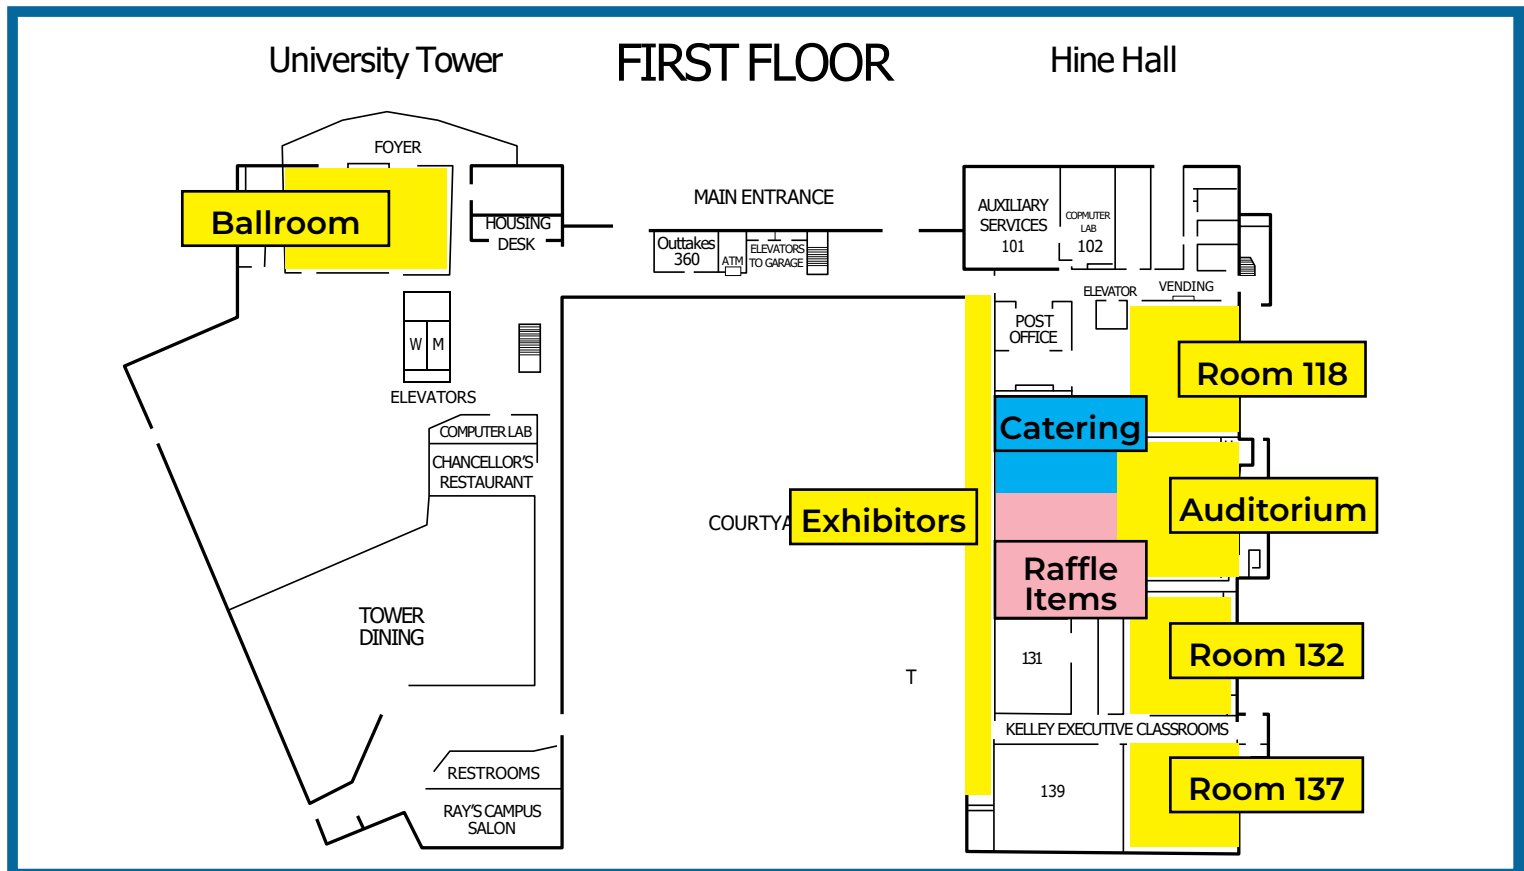 University Tower
FIRST FLOOR
Hine Hall
FOYER
Ballroom
HOUSING
DESK
MAIN ENTRANCE
Outtakes
360
ATM
ELEVATORS
TO GARAGE
AUXILIARY
SERVICES
101
COPMUTER
LAB
102
ELEVATOR
VENDING
POST
OFFICE
Room 118
W M
ELEVATORS
COMPUTER LAB
CHANCELLOR'S
RESTAURANT
Catering
COURTYA
Exhibitors
Auditorium
Raffle
Items
TOWER
DINING
T
131
Room 132
KELLEY EXECUTIVE CLASSROOMS
RESTROOMS
RAY'S CAMPUS
SALON
139
Room 137